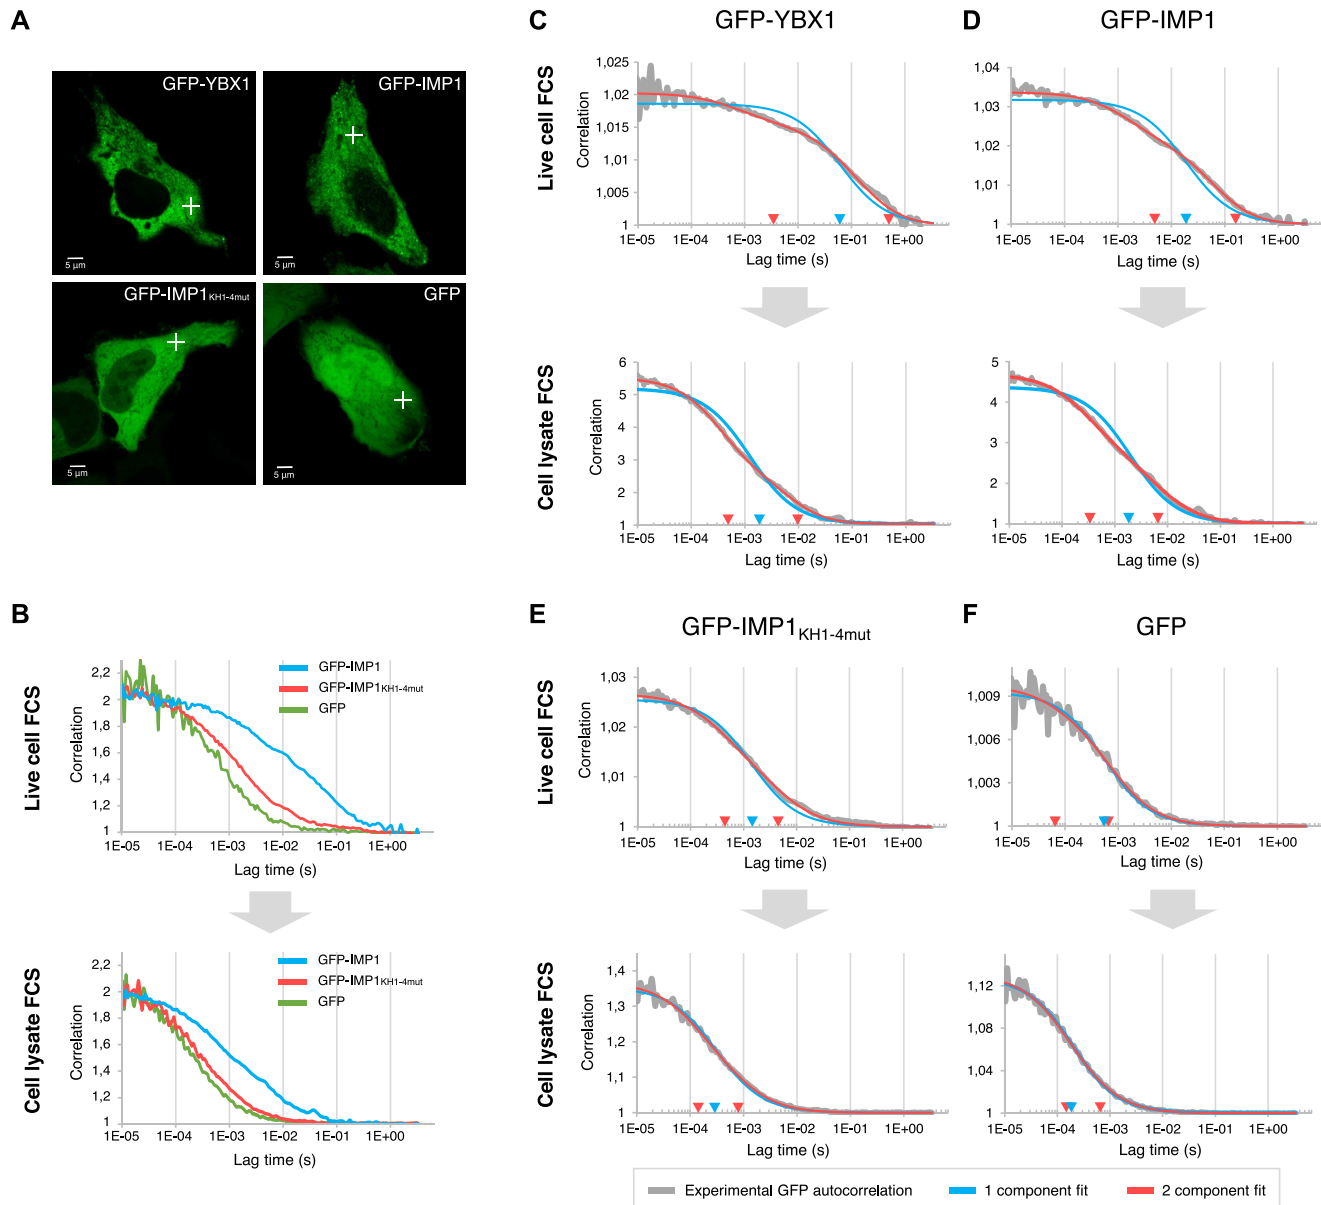 A
GFP-YBX1
5 µm
GFP-IMP1
5 µm
GFP-IMP1KH1-4mut
5 µm
GFP
5 µm
B
Live cell FCS
Correlation
2,2
2
1,8
1,6
1,4
1,2
1
GFP-IMP1
GFP-IMP1KH1-4mut
GFP
1E-05 1E-04 1E-03 1E-02 1E-01 1E+00
Lag time (s)
Cell lysate FCS
Correlation
2,2
2
1,8
1,6
1,4
1,2
1
GFP-IMP1
GFP-IMP1KH1-4mut
GFP
1E-05 1E-04 1E-03 1E-02 1E-01 1E+00
Lag time (s)
C
GFP-YBX1
Live cell FCS
Correlation
1,025
1,02
1,015
1,01
1,005
1
1E-05 1E-04 1E-03 1E-02 1E-01 1E+00
Lag time (s)
Cell lysate FCS
Correlation
6
5
4
3
2
1
1E-05 1E-04 1E-03 1E-02 1E-01 1E+00
Lag time (s)
D
GFP-IMP1
1,04
1,03
1,02
1,01
1
1E-05 1E-04 1E-03 1E-02 1E-01 1E+00
Lag time (s)
5
4
3
2
1
1E-05 1E-04 1E-03 1E-02 1E-01 1E+00
Lag time (s)
E
GFP-IMP1KH1-4mut
Live cell FCS
Correlation
1,03
1,02
1,01
1
1E-05 1E-04 1E-03 1E-02 1E-01 1E+00
Lag time (s)
Cell lysate FCS
Correlation
1,4
1,3
1,2
1,1
1
1E-05 1E-04 1E-03 1E-02 1E-01 1E+00
Lag time (s)
F
GFP
1,009
1,006
1,003
1
1E-05 1E-04 1E-03 1E-02 1E-01 1E+00
Lag time (s)
1,12
1,08
1,04
1
1E-05 1E-04 1E-03 1E-02 1E-01 1E+00
Lag time (s)
Experimental GFP autocorrelation 1 component fit 2 component fit